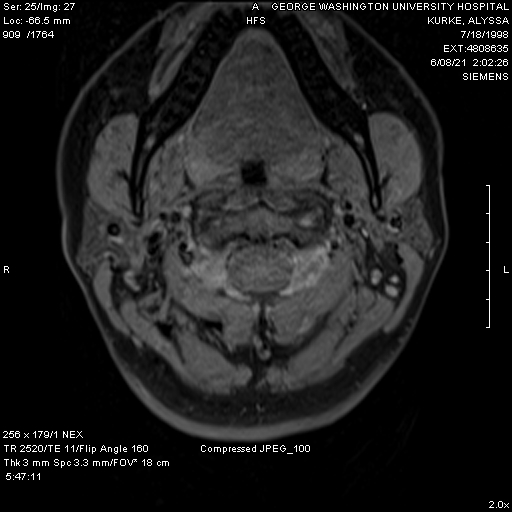 Ser: 25/Img: 27
Loc: -66.5 mm
909 /1764
A GEORGE WASHINGTON UNIVERSITY HOSPITAL
HFS
KURKE, ALYSSA
7/18/1998
EXT:4808635
6/08/21 2:02:26
SIEMENS
R
L
256 x 179/1 NEX
TR 2520/TE 11/Flip Angle 160
Thk 3 mm Spc 3.3 mm/FOV* 18 cm
5:47:11
Compressed JPEG_100
2.0x